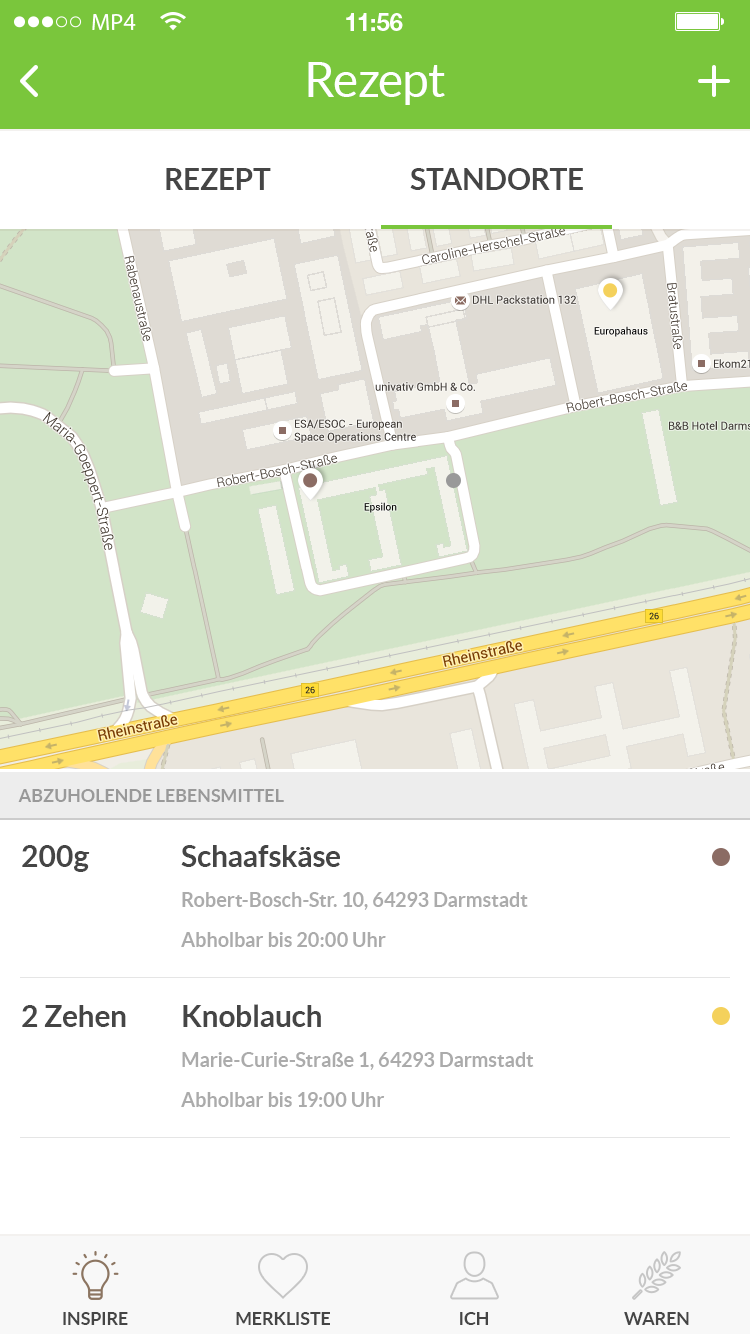 MP4
11:56
Rezept
REZEPT
STANDORTE
Caroline-Herschel-Straße
Rabenaustraße
DHL Packstation 132
Bratustraße
Europahaus
Ekom21
univativ GmbH & Co.
Robert-Bosch-Straße
Maria-Goeppert-Straße
ESA/ESOC - European
Space Operations Centre
B&B Hotel Darms
Robert-Bosch-Straße
Epsilon
26
Rheinstraße
26
Rheinstraße
ABZUHOLENDE LEBENSMITTEL
200g
Schaafskäse
Robert-Bosch-Str. 10, 64293 Darmstadt
Abholbar bis 20:00 Uhr
2 Zehen
Knoblauch
Marie-Curie-Straße 1, 64293 Darmstadt
Abholbar bis 19:00 Uhr
INSPIRE
MERKLISTE
ICH
WAREN